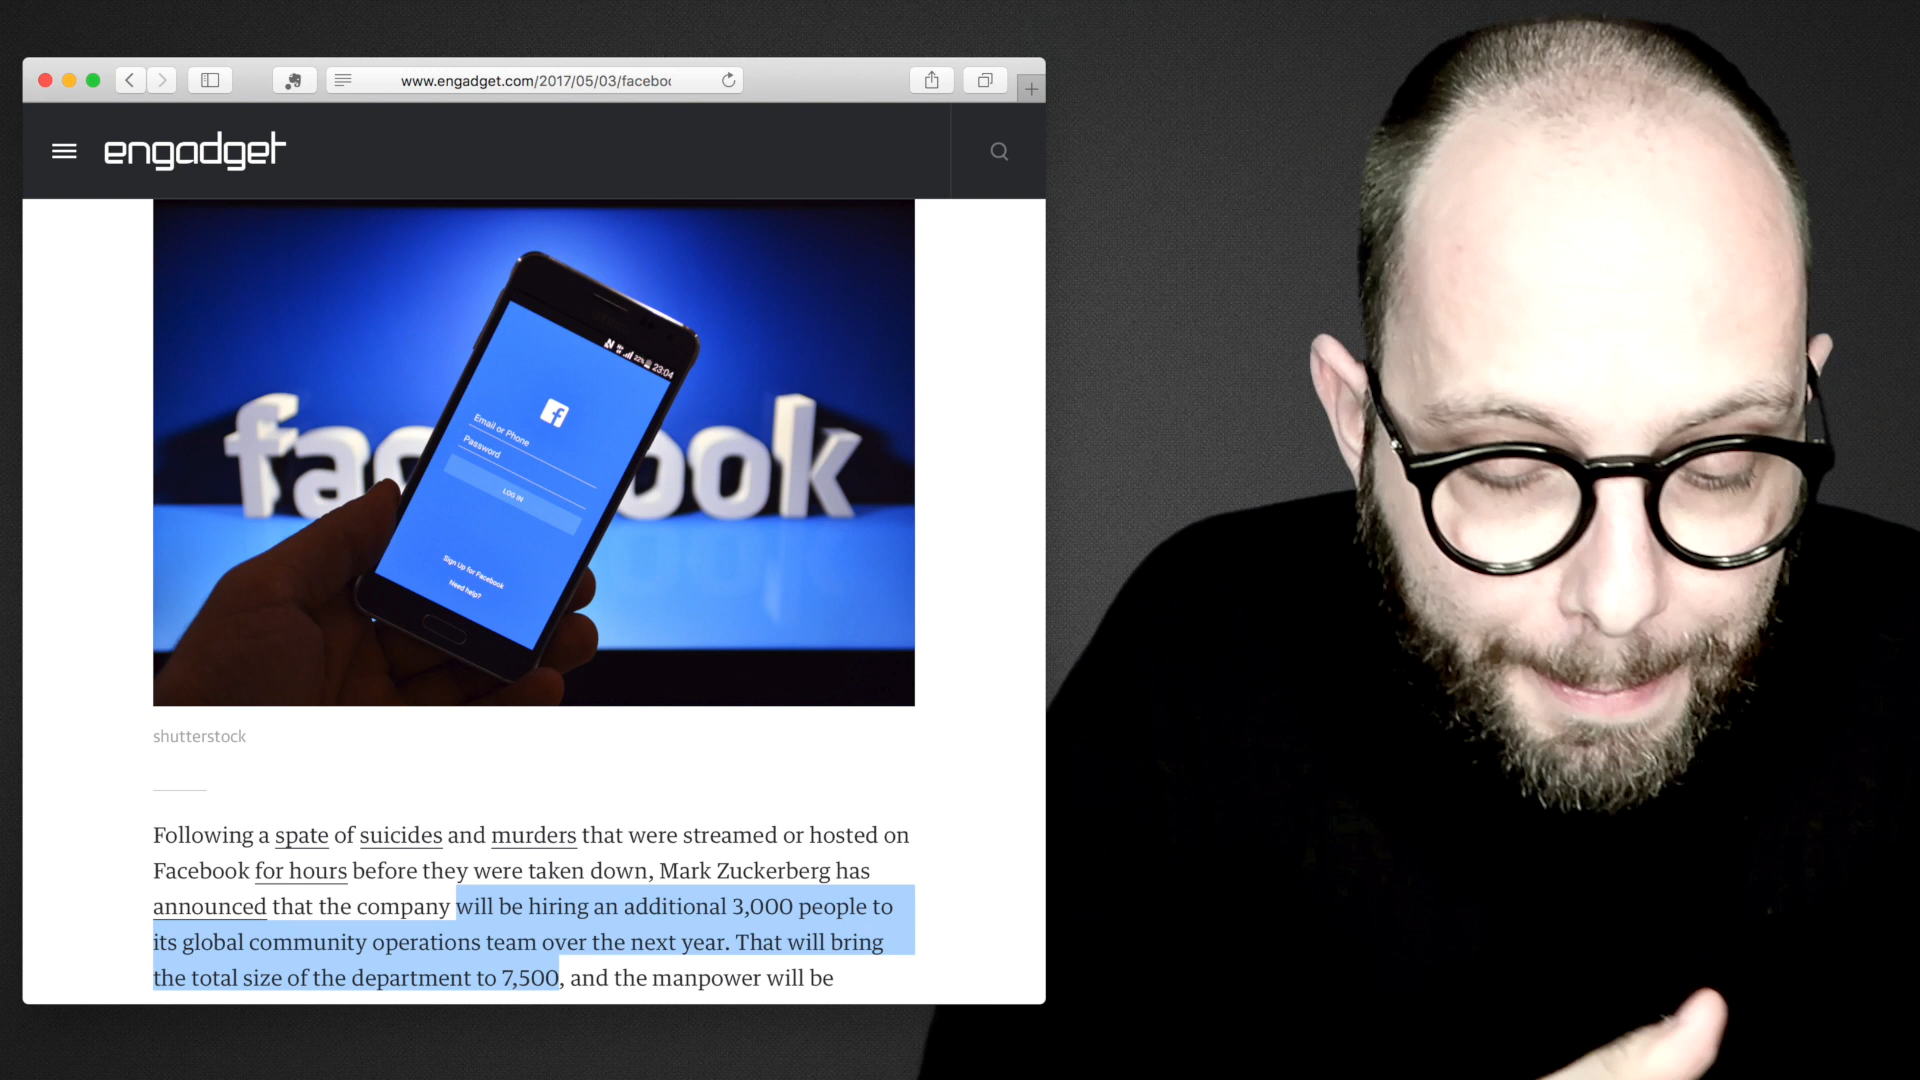 www.engadget.com/2017/05/03/faceboo
engadget
facebook
22% 23:04
Email or Phone
Password
LOG IN
Sign Up for Facebook
Need help?
shutterstock
Following a spate of suicides and murders that were streamed or hosted on
Facebook for hours before they were taken down, Mark Zuckerberg has
announced that the company will be hiring an additional 3,000 people to
its global community operations team over the next year. That will bring
the total size of the department to 7,500, and the manpower will be